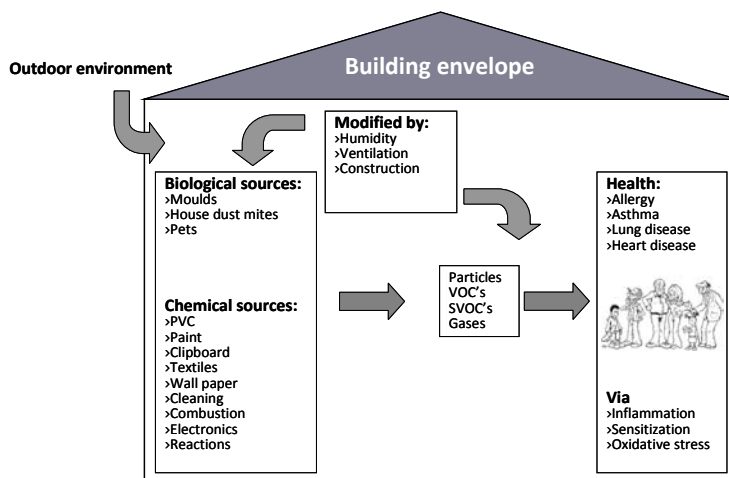 Outdoor environment
Building envelope
Modified by:
›Humidity
›Ventilation
›Construction
Biological sources:
›Moulds
›House dust mites
›Pets
Chemical sources:
›PVC
›Paint
›Clipboard
›Textiles
›Wall paper
›Cleaning
›Combustion
›Electronics
›Reactions
Particles
VOC's
SVOC's
Gases
Health:
›Allergy
›Asthma
›Lung disease
›Heart disease
Via
›Inflammation
›Sensitization
›Oxidative stress